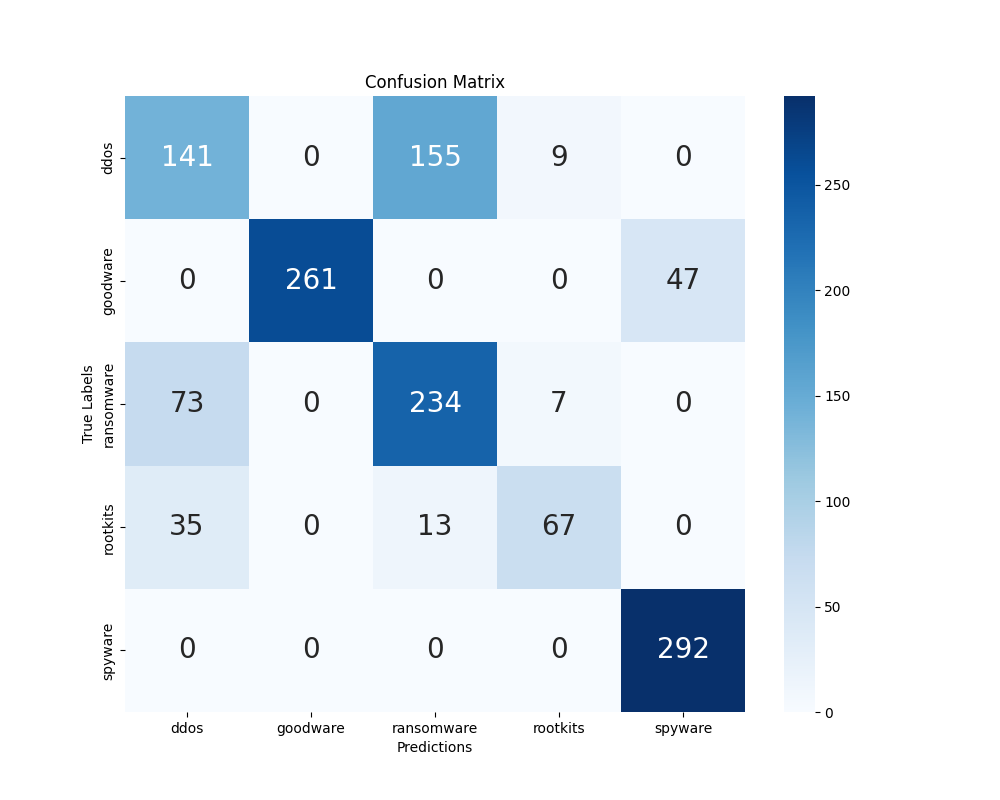 Confusion Matrix
ddos 141 0 155 9 0
goodware 0 261 0 0 47
ransomware 73 0 234 7 0
rootkits 35 0 13 67 0
spyware 0 0 0 0 292
True Labels
ddos goodware ransomware rootkits spyware
Predictions
250
200
150
100
50
0